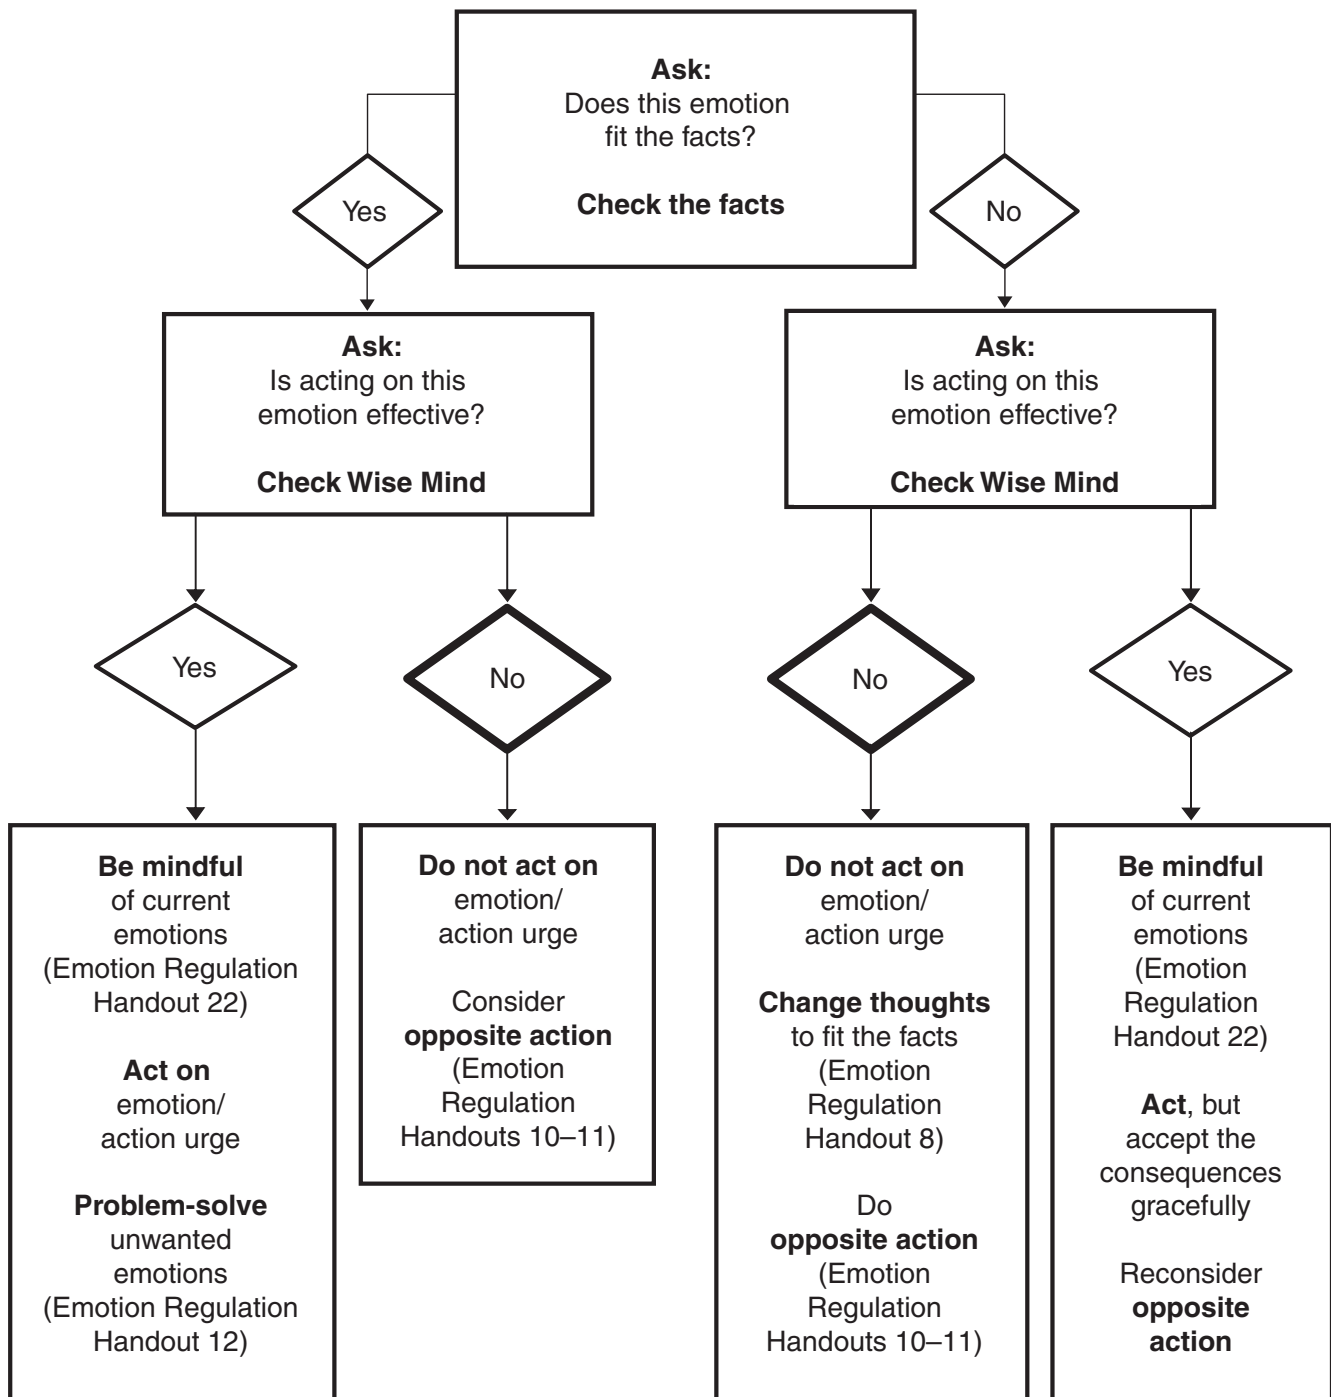 Ask:
Does this emotion
fit the facts?
Check the facts
Yes
No
Ask:
Is acting on this
emotion effective?
Check Wise Mind
Ask:
Is acting on this
emotion effective?
Check Wise Mind
Yes
No
No
Yes
Be mindful
of current
emotions
(Emotion Regulation
Handout 22)
Act on
emotion/
action urge
Problem-solve
unwanted
emotions
(Emotion Regulation
Handout 12)
Do not act on
emotion/
action urge
Consider
opposite action
(Emotion
Regulation
Handouts 10–11)
Do not act on
emotion/
action urge
Change thoughts
to fit the facts
(Emotion
Regulation
Handout 8)
Do
opposite action
(Emotion
Regulation
Handouts 10–11)
Be mindful
of current
emotions
(Emotion
Regulation
Handout 22)
Act, but
accept the
consequences
gracefully
Reconsider
opposite
action